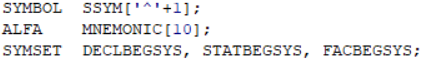 SYMBOL SSYM['^'+1];
ALFA MNEMONIC[10];
SYMSET DECLBEGSYS, STATBEGSYS, FACBEGSYS;